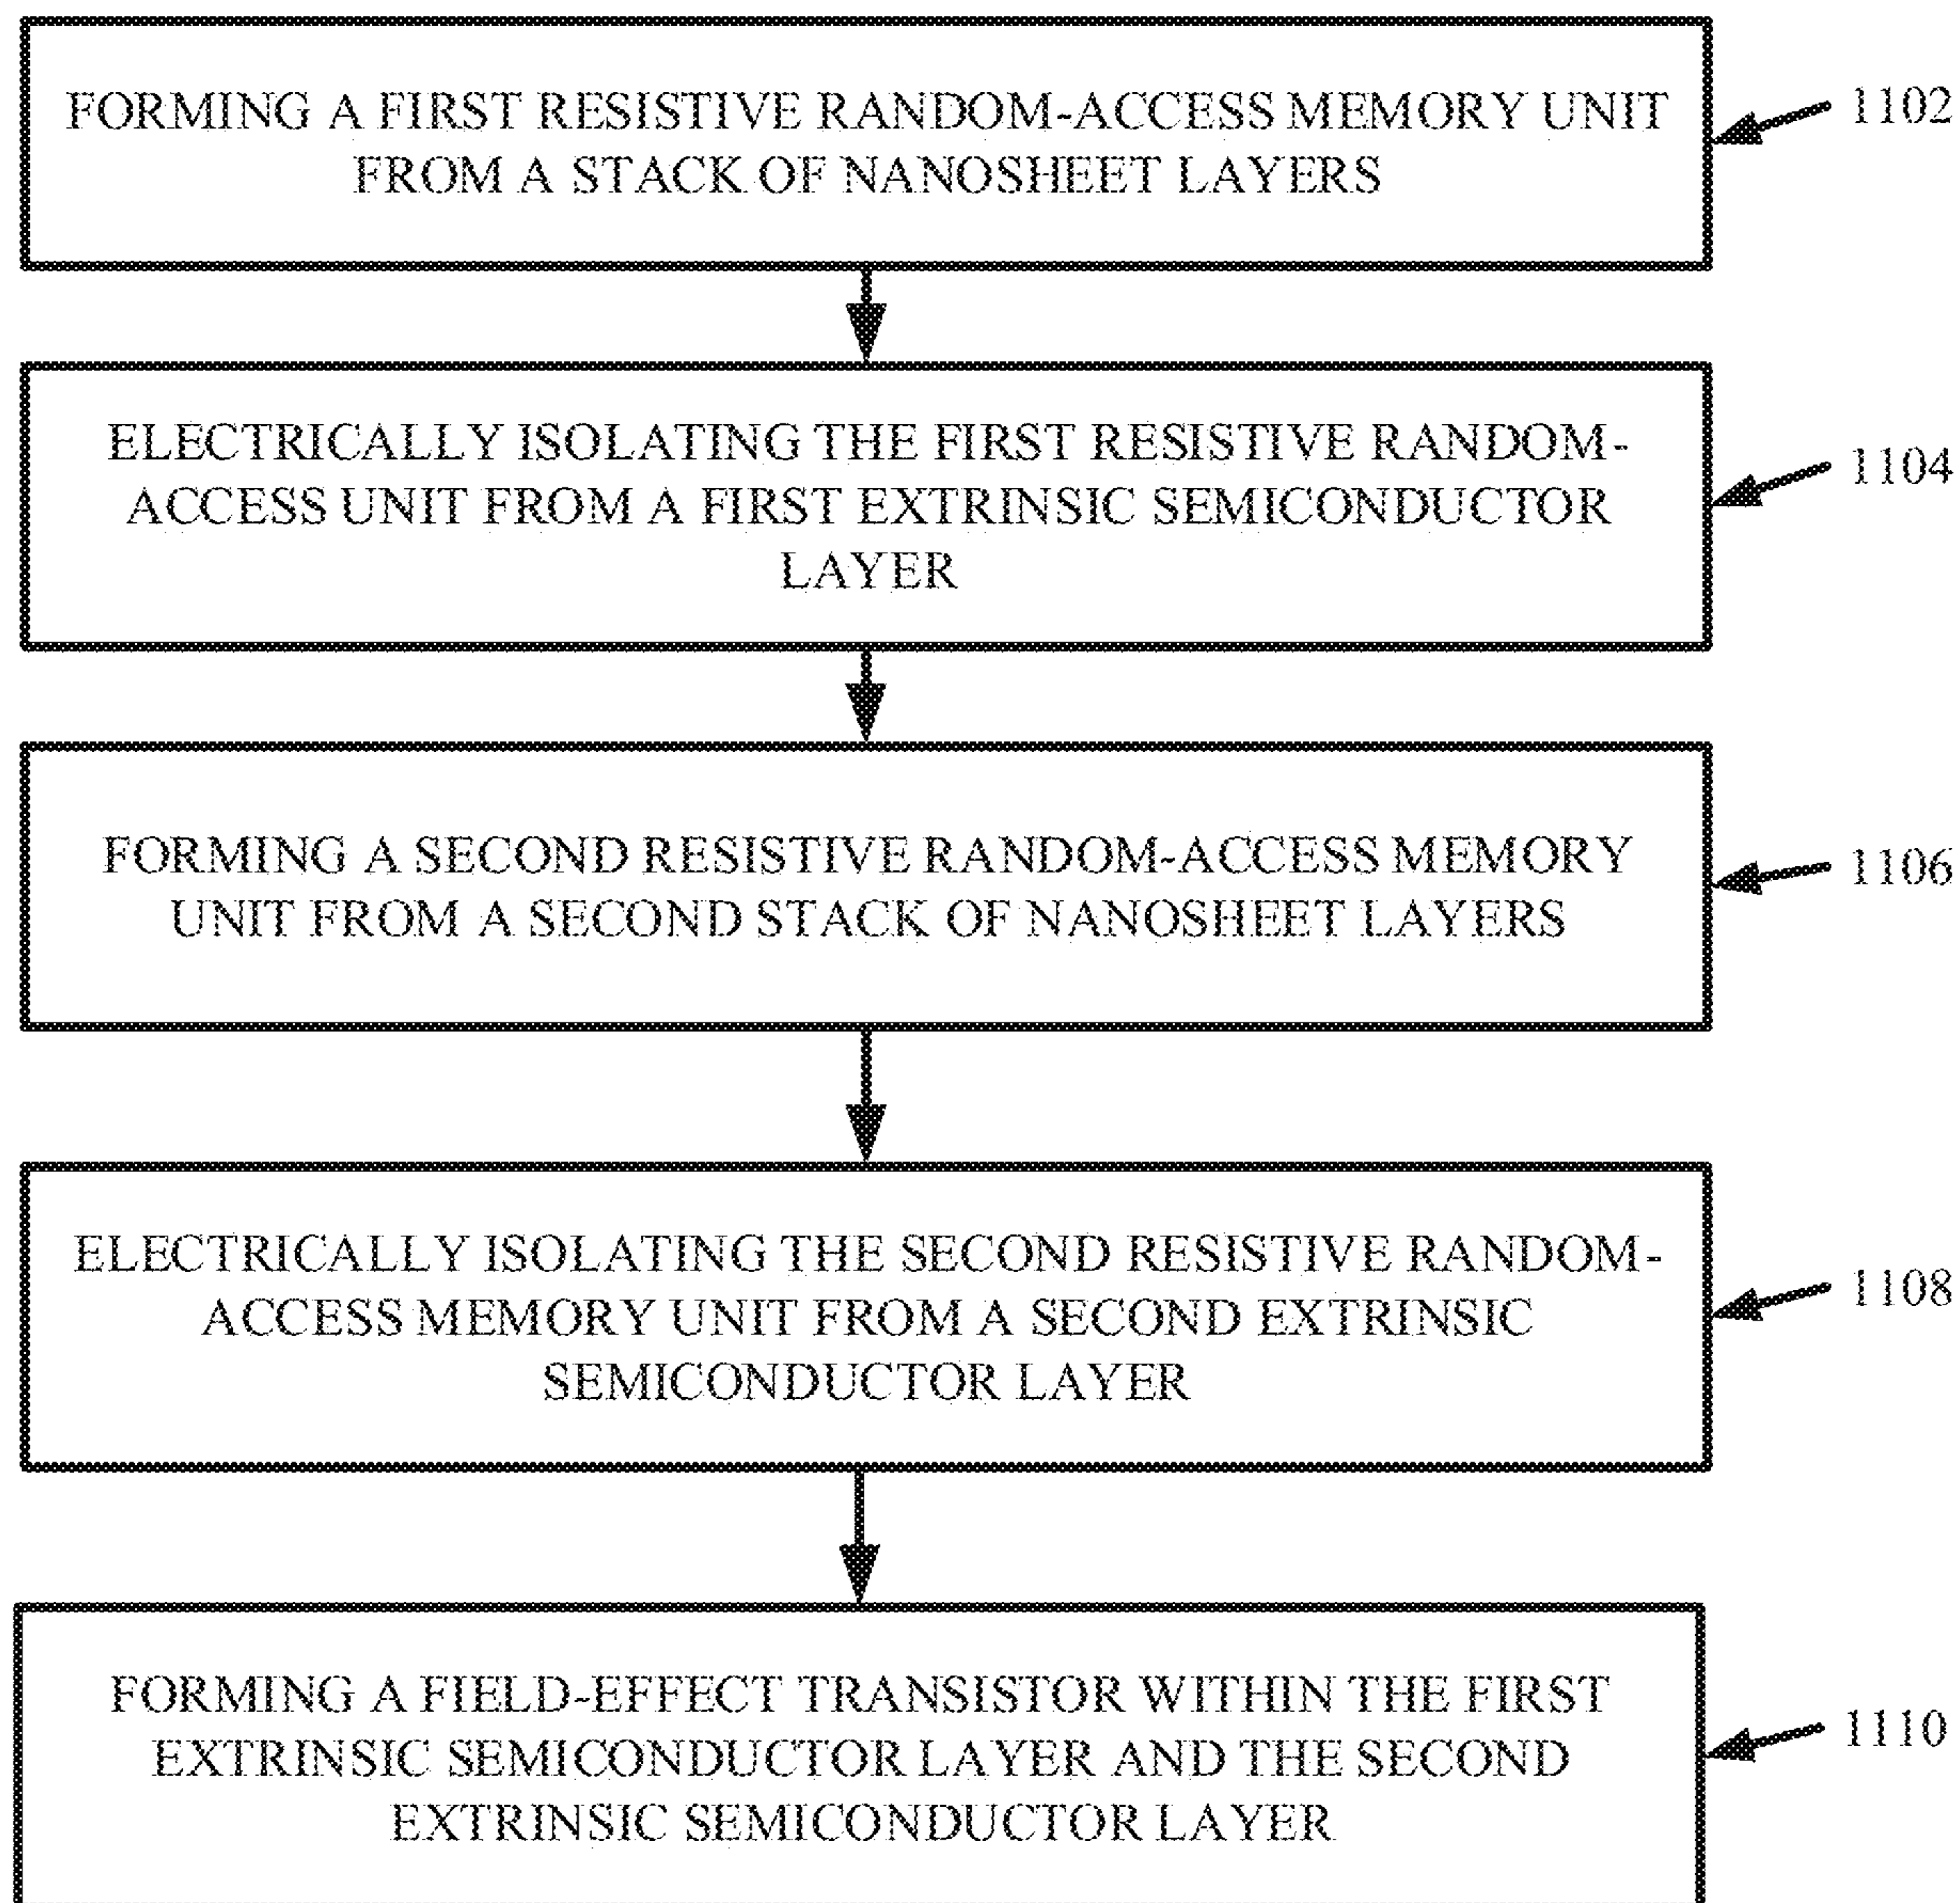 FORMING A FIRST RESISTIVE RANDOM-ACCESS MEMORY UNIT
FROM A STACK OF NANOSHEET LAYERS
1102
ELECTRICALLY ISOLATING THE FIRST RESISTIVE RANDOM-
ACCESS UNIT FROM A FIRST EXTRINSIC SEMICONDUCTOR
LAYER
1104
FORMING A SECOND RESISTIVE RANDOM-ACCESS MEMORY
UNIT FROM A SECOND STACK OF NANOSHEET LAYERS
1106
ELECTRICALLY ISOLATING THE SECOND RESISTIVE RANDOM-
ACCESS MEMORY UNIT FROM A SECOND EXTRINSIC
SEMICONDUCTOR LAYER
1108
FORMING A FIELD-EFFECT TRANSISTOR WITHIN THE FIRST
EXTRINSIC SEMICONDUCTOR LAYER AND THE SECOND
EXTRINSIC SEMICONDUCTOR LAYER
1110